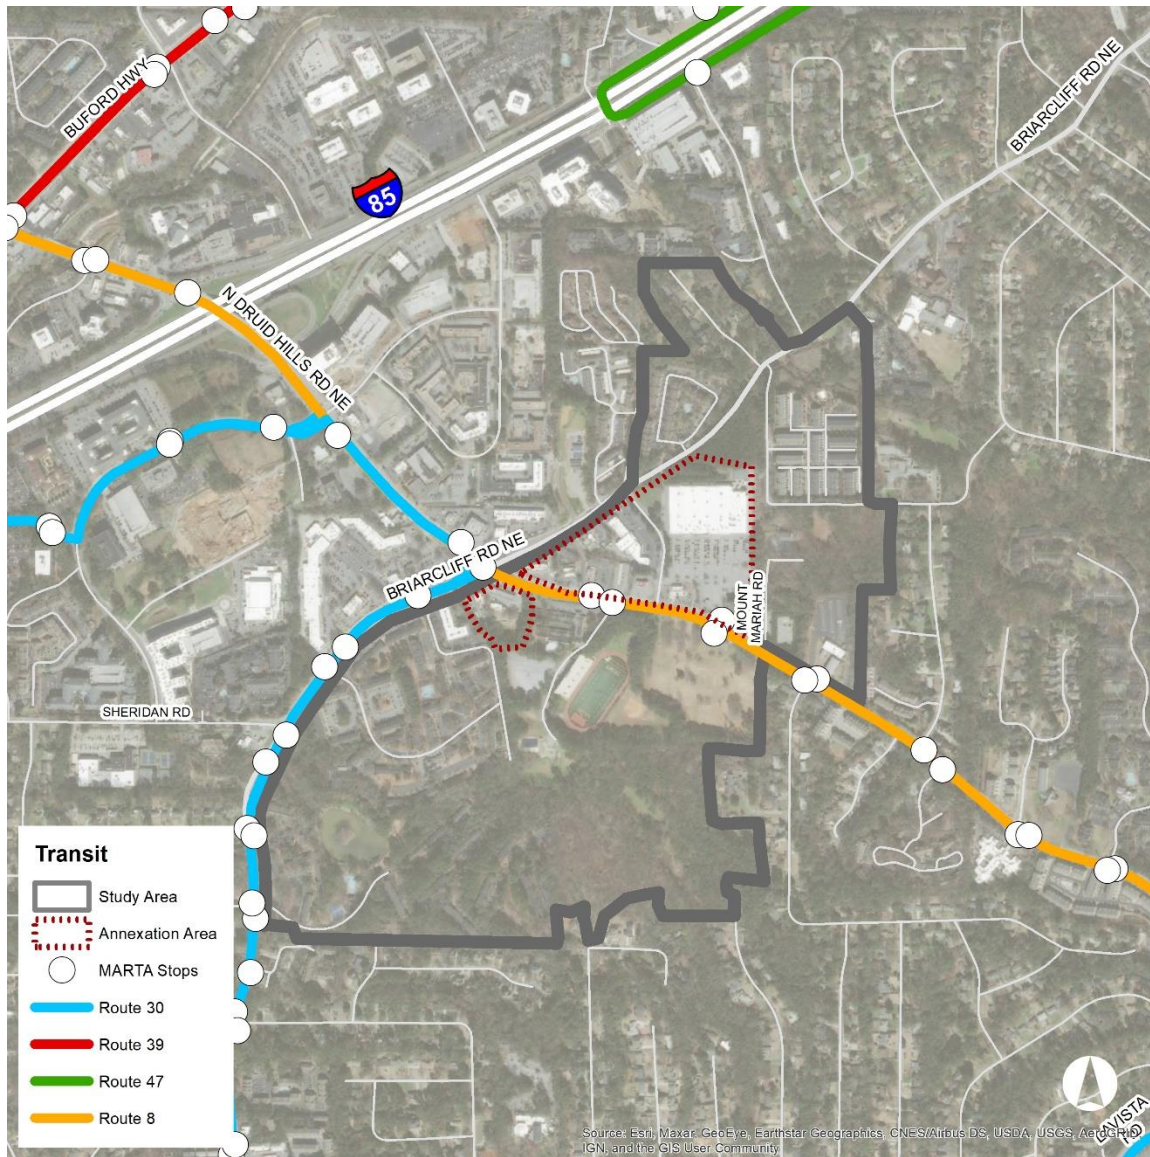 BUFORD HWY
BRIARCLIFF RD NE
85
N DRUID HILLS RD NE
BRIARCLIFF RD NE
MOUNT
MARIAH RD
SHERIDAN RD
Transit
Study Area
Annexation Area
MARTA Stops
Route 30
Route 39
Route 47
Route 8
LAVISTA
RD
Source: Esri, Maxar, GeoEye, Earthstar Geographics, CNES/Airbus DS, USDA, USGS, AeroGRID,
IGN, and the GIS User Community